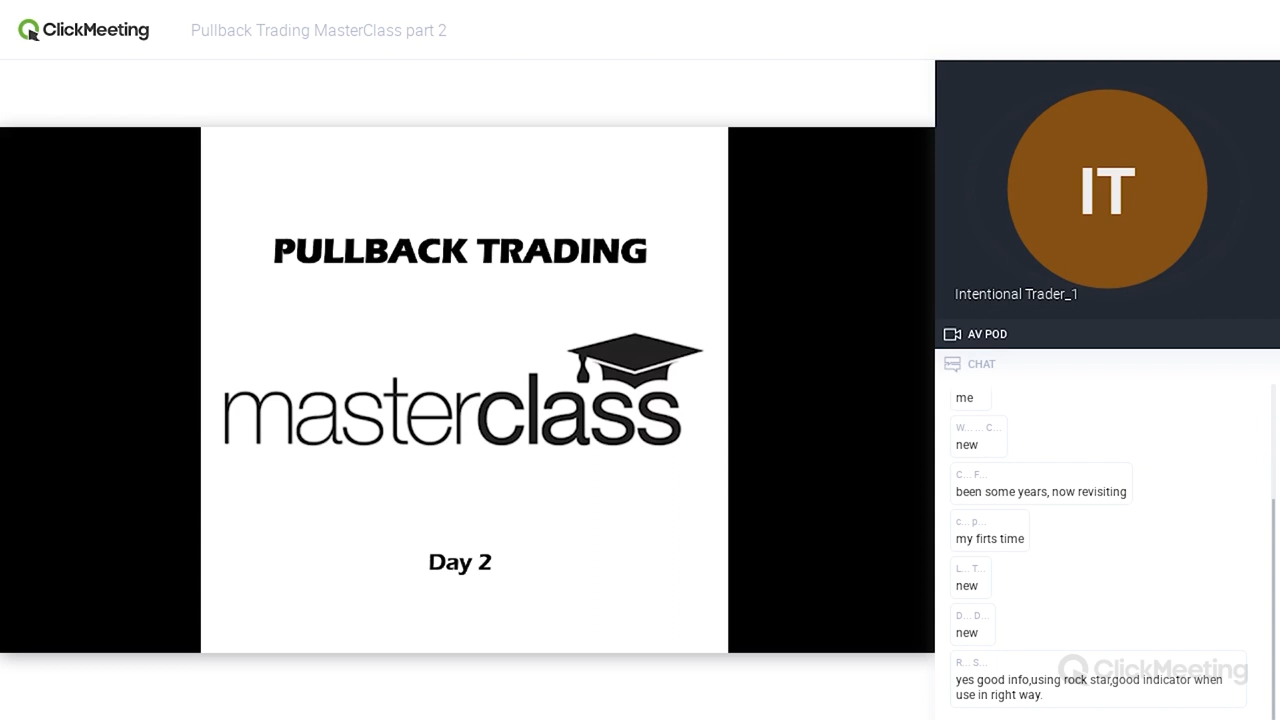 ClickMeeting
Pullback Trading MasterClass part 2
PULLBACK TRADING
masterclass
Day 2
IT
Intentional Trader_1
AV POD
CHAT
me
W... ... C...
new
C... F...
been some years, now revisiting
c... p...
my firts time
L... T...
new
D... D...
new
R... S...
yes good info,using rock star,good indicator when
use in right way.
ClickMeeting